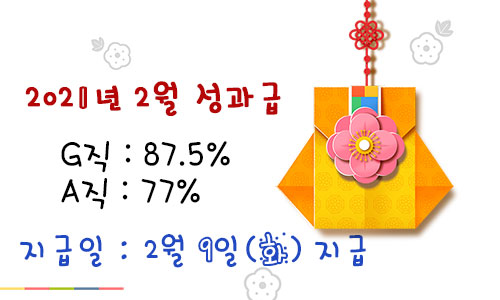 2021년 2월 성과급
G직 : 87.5%
A직 : 77%
지급일 : 2월 9일(화) 지급